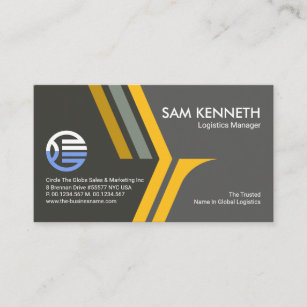 SAM KENNETH
Logistics Manager
Circle The Globe Sales & Marketing Inc
8 Brennan Drive #55577 NYC USA
P. 00 1234.567 M. 00 1234.567
www.the-businessname.com
The Trusted
Name In Global Logistics